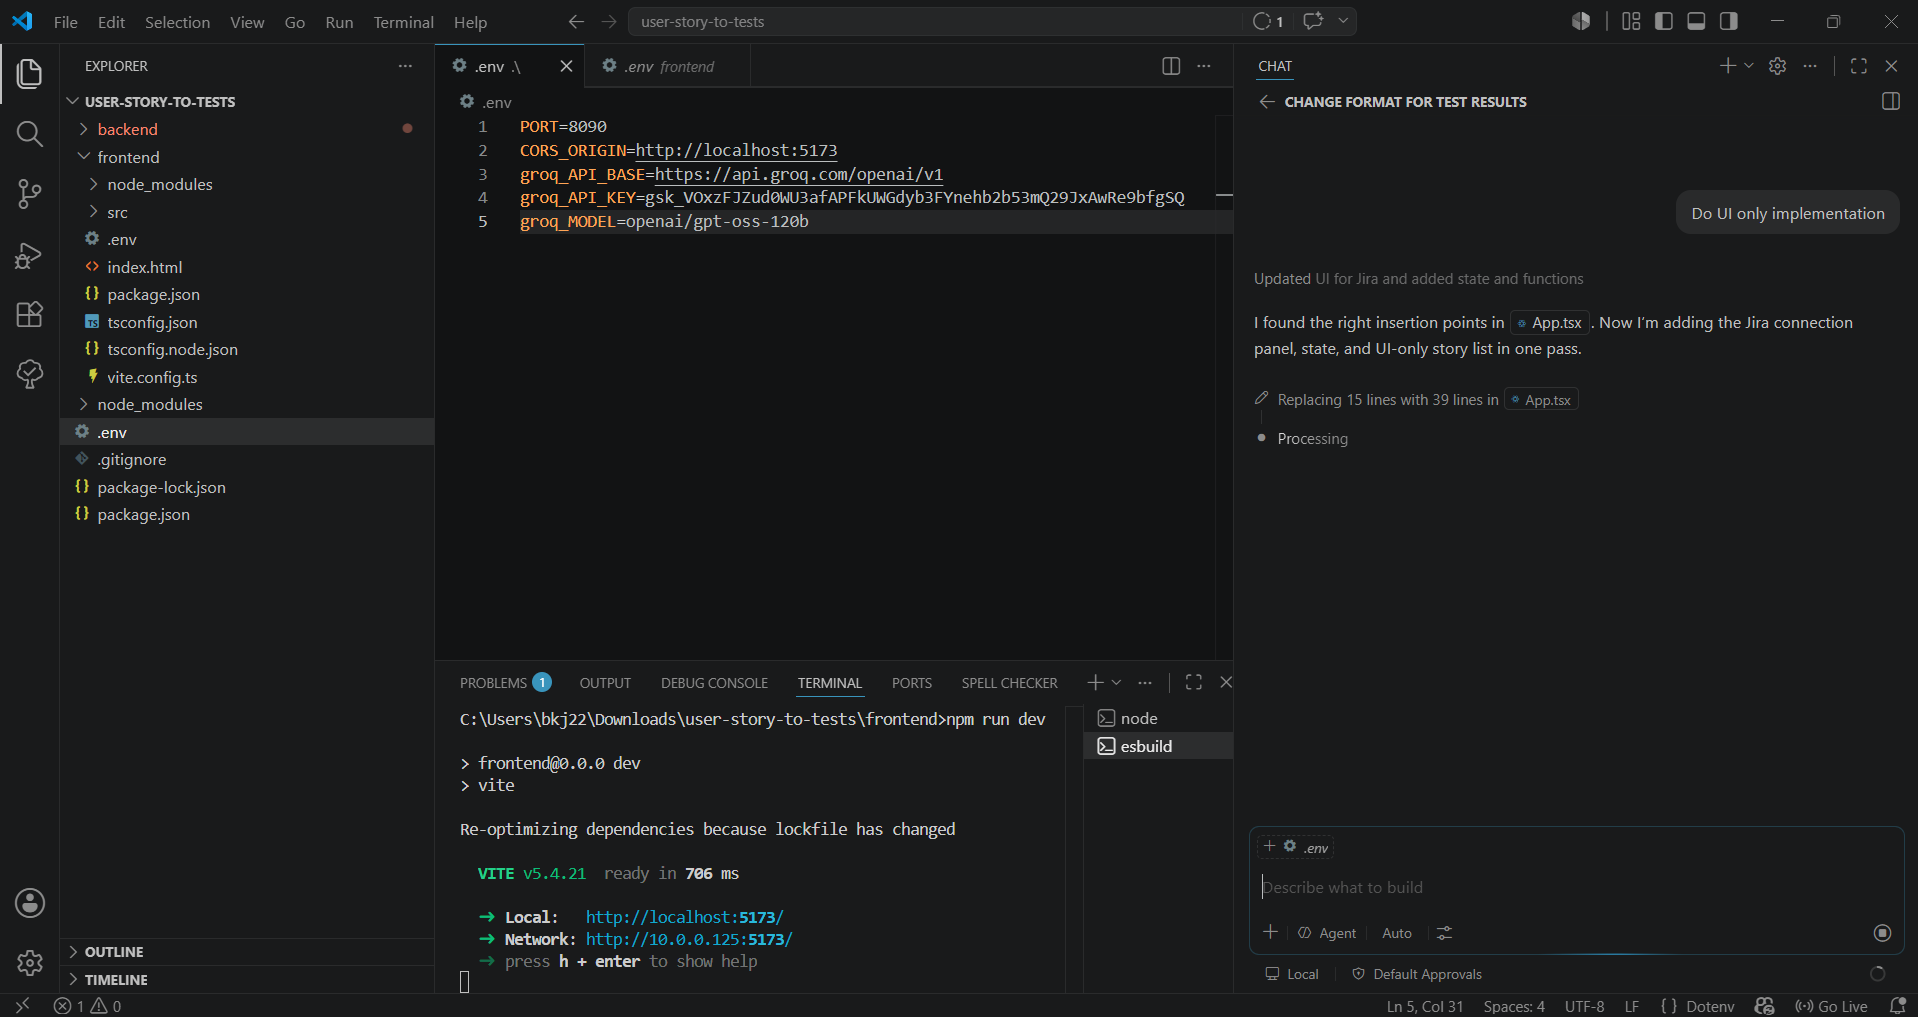 File Edit Selection View Go Run Terminal Help
user-story-to-tests
1
EXPLORER
USER-STORY-TO-TESTS
backend
frontend
node_modules
src
.env
index.html
package.json
tsconfig.json
tsconfig.node.json
vite.config.ts
node_modules
.env
.gitignore
package-lock.json
package.json
OUTLINE
TIMELINE
.env .\
.env frontend
.env
1 PORT=8090
2 CORS_ORIGIN=http://localhost:5173
3 groq_API_BASE=https://api.groq.com/openai/v1
4 groq_API_KEY=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
5 groq_MODEL=openai/gpt-oss-120b
PROBLEMS 1 OUTPUT DEBUG CONSOLE TERMINAL PORTS SPELL CHECKER
C:\Users\bkj22\Downloads\user-story-to-tests\frontend>npm run dev
> frontend@0.0.0 dev
> vite
Re-optimizing dependencies because lockfile has changed
VITE v5.4.21 ready in 706 ms
➜ Local: http://localhost:5173/
➜ Network: http://10.0.0.125:5173/
➜ press h + enter to show help
node
esbuild
CHAT
CHANGE FORMAT FOR TEST RESULTS
Do UI only implementation
Updated UI for Jira and added state and functions
I found the right insertion points in App.tsx. Now I'm adding the Jira connection
panel, state, and UI-only story list in one pass.
Replacing 15 lines with 39 lines in App.tsx
Processing
.env
Describe what to build
Agent Auto
Local Default Approvals
1 0
Ln 5, Col 31 Spaces: 4 UTF-8 LF { } Dotenv Go Live